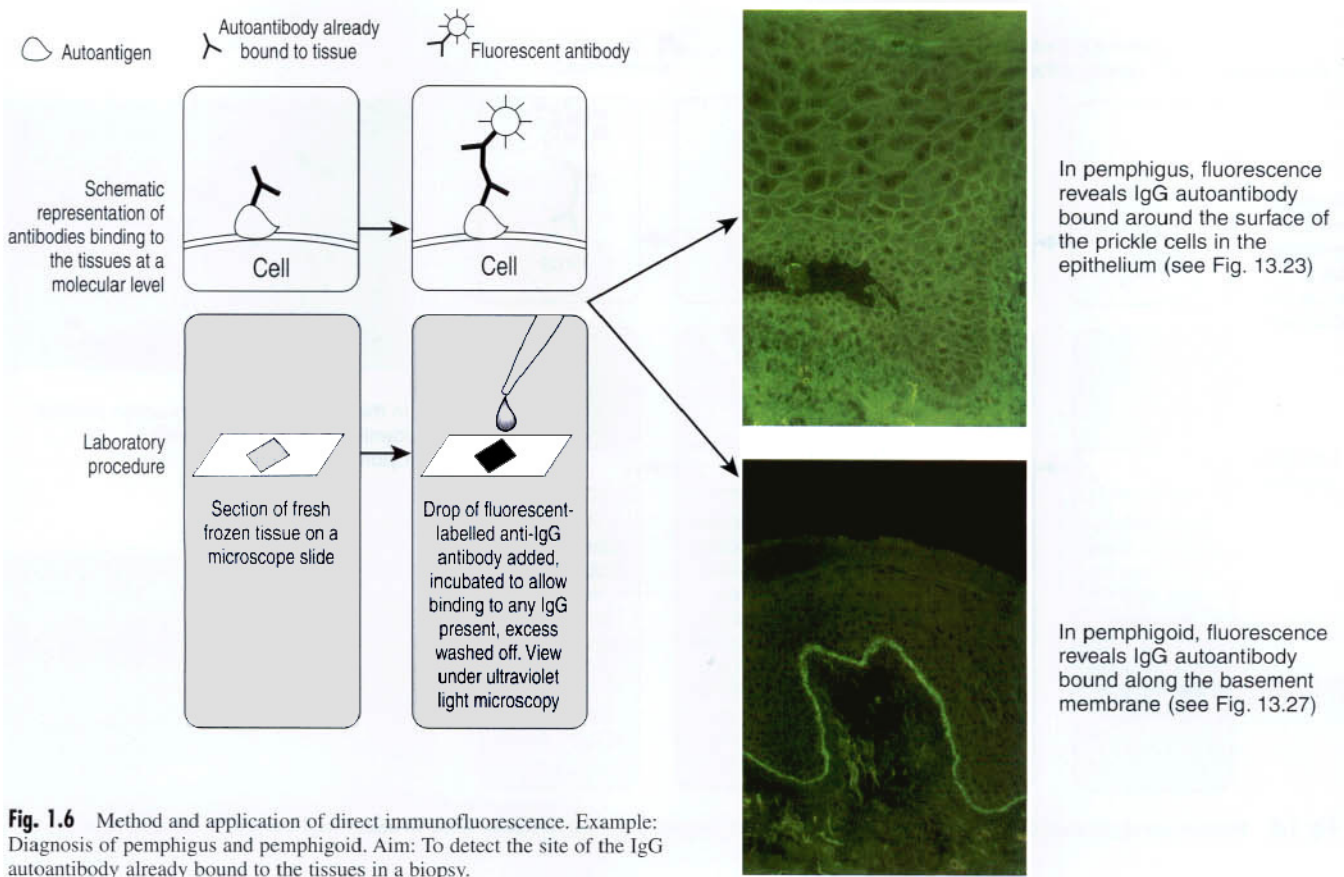 Autoantigen
Autoantibody already
bound to tissue
Fluorescent antibody
Schematic
representation of
antibodies binding to
the tissues at a
molecular level
Cell
Cell
In pemphigus, fluorescence
reveals IgG autoantibody
bound around the surface of
the prickle cells in the
epithelium (see Fig. 13.23)
Laboratory
procedure
Section of fresh
frozen tissue on a
microscope slide
Drop of fluorescent-
labelled anti-IgG
antibody added,
incubated to allow
binding to any IgG
present, excess
washed off. View
under ultraviolet
light microscopy
In pemphigoid, fluorescence
reveals IgG autoantibody
bound along the basement
membrane (see Fig. 13.27)
Fig. 1.6 Method and application of direct immunofluorescence. Example:
Diagnosis of pemphigus and pemphigoid. Aim: To detect the site of the IgG
autoantibody already bound to the tissues in a biopsy.